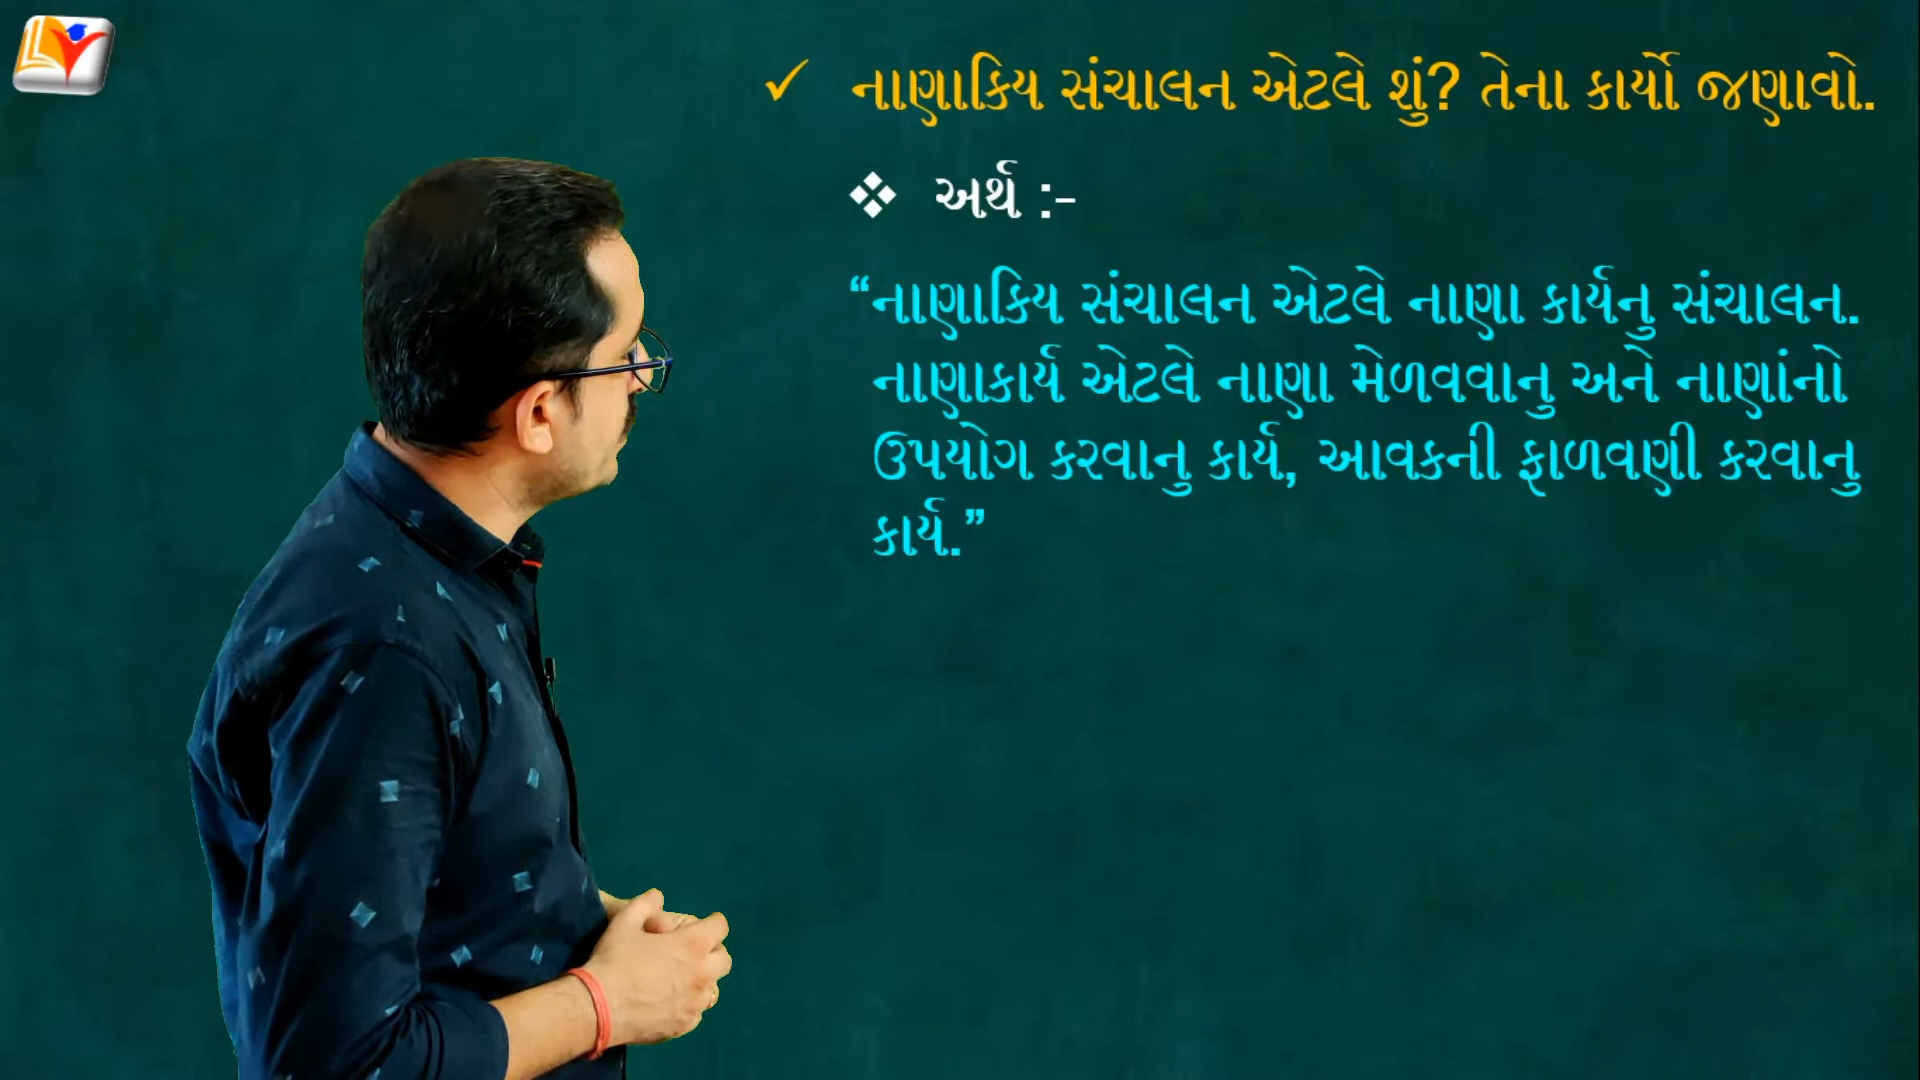 ✓ નાણાકિય સંચાલન એટલે શું? તેના કાર્યો જણાવો.
❖ અર્થ :-
“નાણાકિય સંચાલન એટલે નાણા કાર્યનુ સંચાલન.
નાણાકાર્ય એટલે નાણા મેળવવાનુ અને નાણાંનો
ઉપયોગ કરવાનુ કાર્ય, આવકની ફાળવણી કરવાનુ
કાર્ય.”